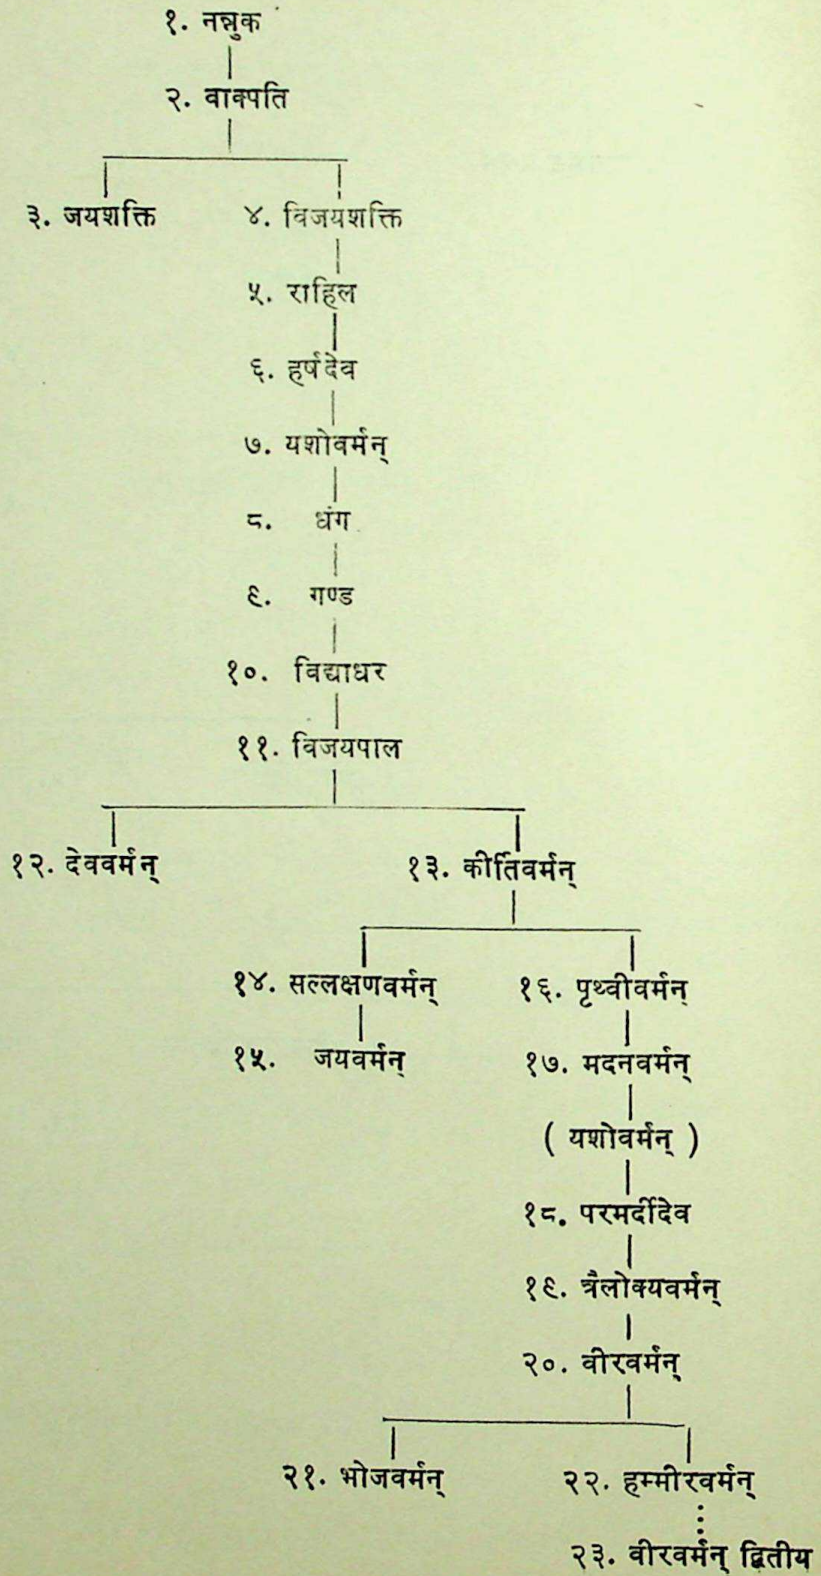 १. नन्नुक
२. वाक्पति
३. जयशक्ति ४. विजयशक्ति
५. राहिल
६. हर्षदेव
७. यशोवर्मन्
८. धंग
९. गण्ड
१०. विद्याधर
११. विजयपाल
१२. देववर्मन् १३. कीर्तिवर्मन्
१४. सल्लक्षणवर्मन् १६. पृथ्वीवर्मन्
१५. जयवर्मन् १७. मदनवर्मन्
( यशोवर्मन् )
१८. परमर्दीदेव
१९. त्रैलोक्यवर्मन्
२०. वीरवर्मन्
२१. भोजवर्मन् २२. हम्मीरवर्मन्
२३. वीरवर्मन् द्वितीय